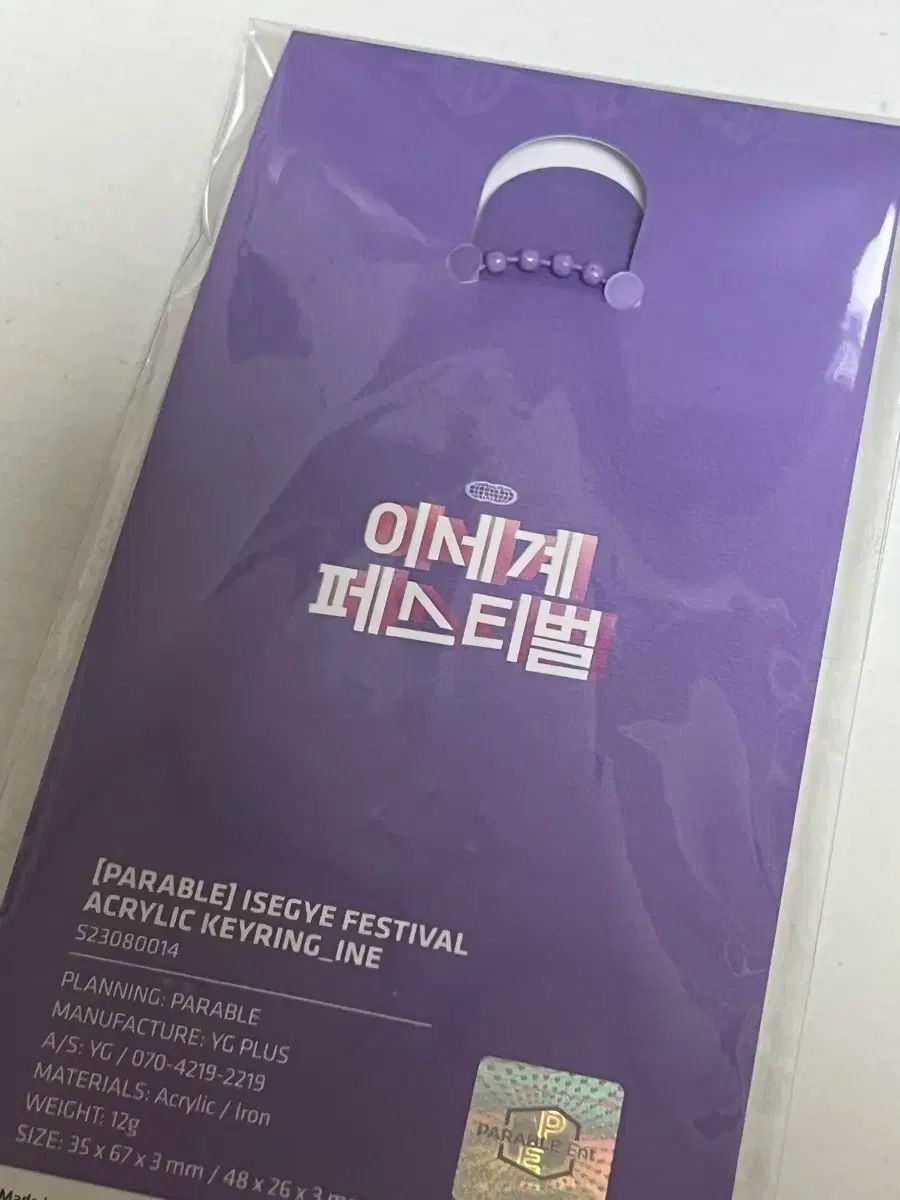 이세계
페스티벌
[PARABLE] ISEGYE FESTIVAL
ACRYLIC KEYRING_INE
S23080014
PLANNING: PARABLE
MANUFACTURE: YG PLUS
A/S: YG / 070-4219-2219
MATERIALS: Acrylic / Iron
WEIGHT: 12g
SIZE: 35 x 67 x 3 mm / 48 x 26 x 3
Made
P
PARABLE Ent
E